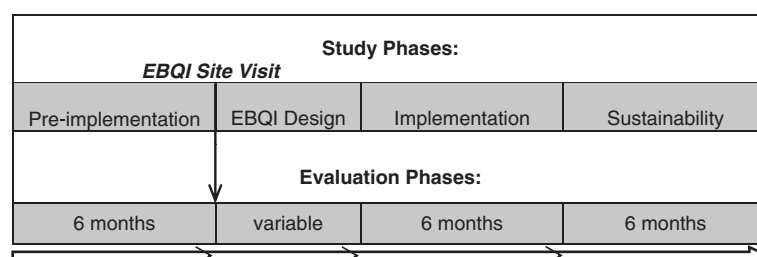 Study Phases:
EBQI Site Visit
Pre-implementation EBQI Design Implementation Sustainability
Evaluation Phases:
6 months variable 6 months 6 months